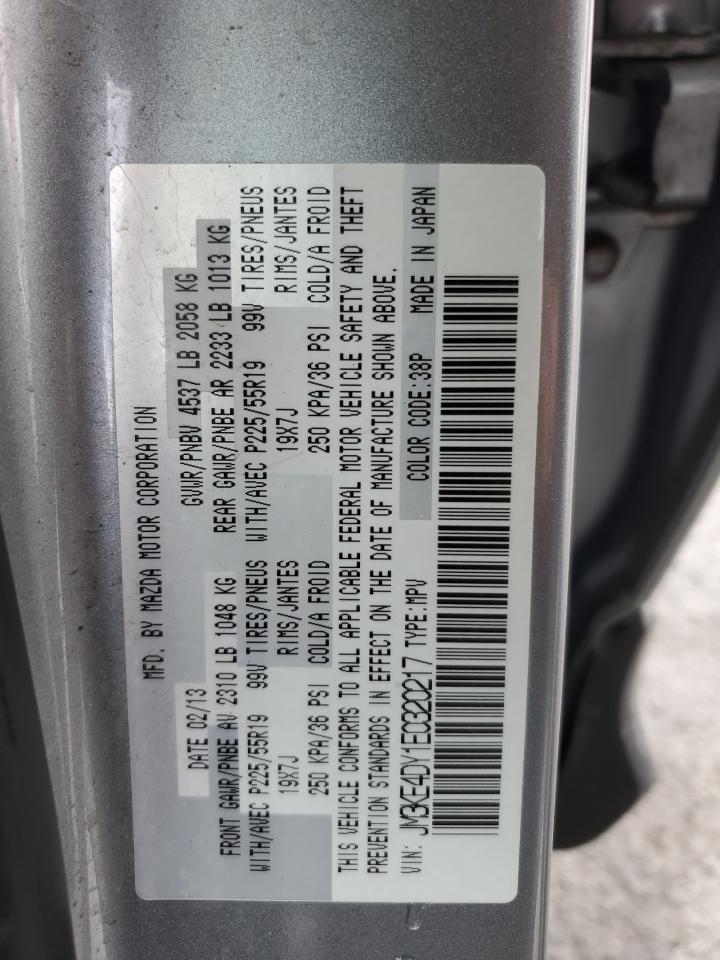 MFD. BY MAZDA MOTOR CORPORATION
DATE 02/13 GVWR/PNBV 4537 LB 2058 KG
FRONT GAWR/PNBE AV 2310 LB 1048 KG REAR GAWR/PNBE AR 2233 LB 1013 KG
WITH/AVEC P225/55R19 99V TIRES/PNEUS WITH/AVEC P225/55R19 99V TIRES/PNEUS
19X7J RIMS/JANTES 19X7J RIMS/JANTES
250 KPA/36 PSI COLD/A FROID 250 KPA/36 PSI COLD/A FROID
THIS VEHICLE CONFORMS TO ALL APPLICABLE FEDERAL MOTOR VEHICLE SAFETY AND THEFT
PREVENTION STANDARDS IN EFFECT ON THE DATE OF MANUFACTURE SHOWN ABOVE.
VIN: JM3KE4DY1E0320217 TYPE:MPV COLOR CODE:38P MADE IN JAPAN